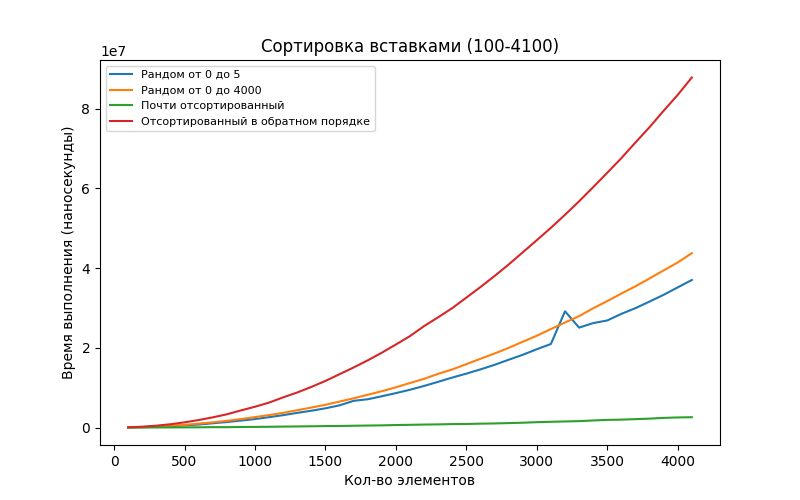 Сортировка вставками (100-4100)
1e7
Рандом от 0 до 5
Рандом от 0 до 4000
Почти отсортированный
Отсортированный в обратном порядке
Время выполнения (наносекунды)
8
6
4
2
0
0 500 1000 1500 2000 2500 3000 3500 4000
Кол-во элементов